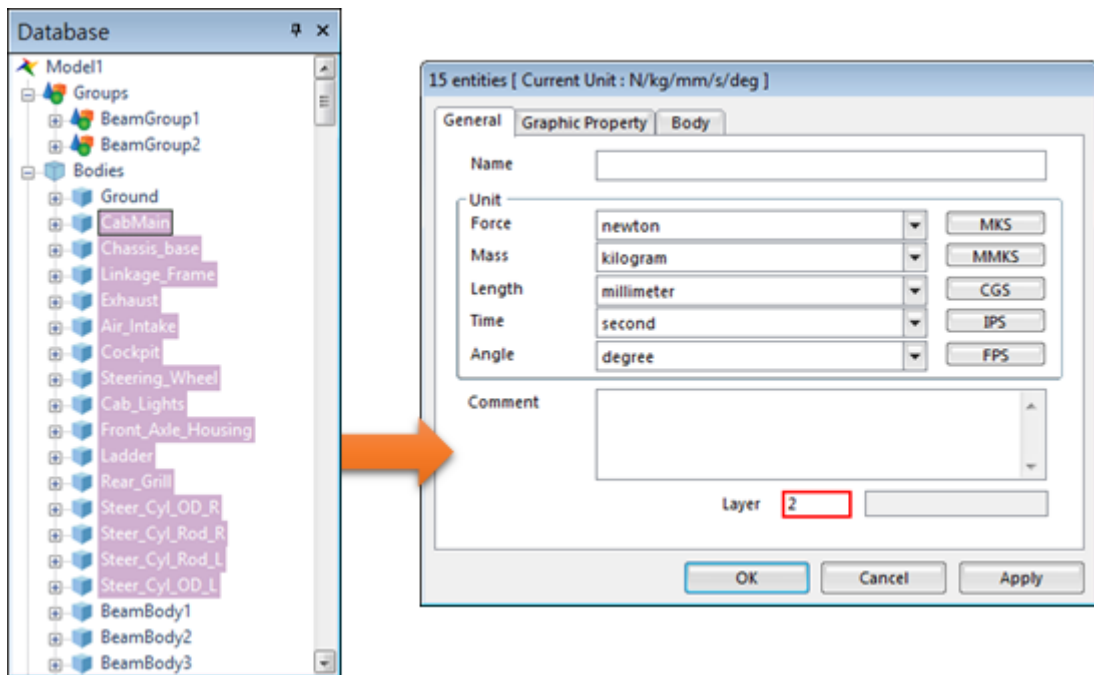 Database
Model1
Groups
BeamGroup1
BeamGroup2
Bodies
Ground
CabMain
Chassis_base
Linkage_Frame
Exhaust
Air_Intake
Cockpit
Steering_Wheel
Cab_Lights
Front_Axle_Housing
Ladder
Rear_Grill
Steer_Cyl_OD_R
Steer_Cyl_Rod_R
Steer_Cyl_Rod_L
Steer_Cyl_OD_L
BeamBody1
BeamBody2
BeamBody3
15 entities [ Current Unit : N/kg/mm/s/deg ]
General Graphic Property Body
Name
Unit
Force newton MKS
Mass kilogram MMKS
Length millimeter CGS
Time second IPS
Angle degree FPS
Comment
Layer 2
OK Cancel Apply